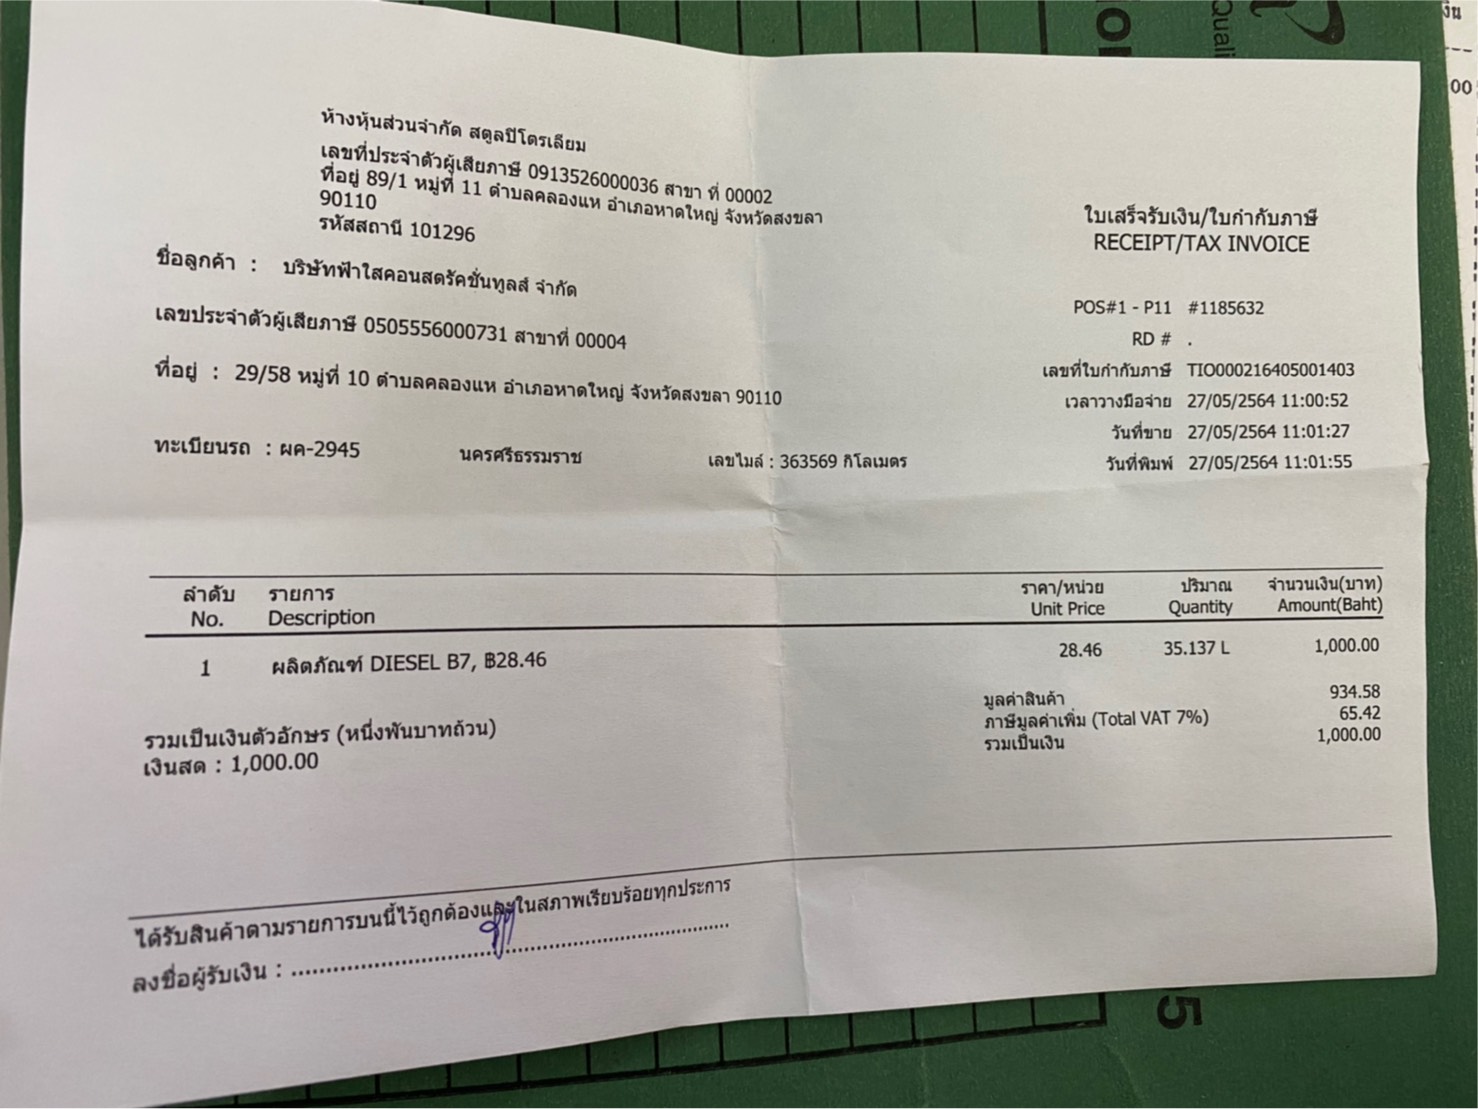 ห้างหุ้นส่วนจำกัด สตูลปิโตรเลียม
เลขที่ประจำตัวผู้เสียภาษี 0913526000036 สาขา ที่ 00002
ที่อยู่ 89/1 หมู่ที่ 11 ตำบลคลองแห อำเภอหาดใหญ่ จังหวัดสงขลา
90110
รหัสสถานี 101296
ใบเสร็จรับเงิน/ใบกำกับภาษี
RECEIPT/TAX INVOICE
ชื่อลูกค้า : บริษัทฟ้าใสคอนสตรัคชั่นทูลส์ จำกัด
เลขประจำตัวผู้เสียภาษี 0505556000731 สาขาที่ 00004
ที่อยู่ : 29/58 หมู่ที่ 10 ตำบลคลองแห อำเภอหาดใหญ่ จังหวัดสงขลา 90110
ทะเบียนรถ : ผค-2945 นครศรีธรรมราช เลขไมล์ : 363569 กิโลเมตร
POS#1 - P11 #1185632
RD # .
เลขที่ใบกำกับภาษี TIO000216405001403
เวลาวางมือจ่าย 27/05/2564 11:00:52
วันที่ขาย 27/05/2564 11:01:27
วันที่พิมพ์ 27/05/2564 11:01:55
ลำดับ รายการ ราคา/หน่วย ปริมาณ จำนวนเงิน(บาท)
No. Description Unit Price Quantity Amount(Baht)
1 ผลิตภัณฑ์ DIESEL B7, ฿28.46 28.46 35.137 L 1,000.00
มูลค่าสินค้า 934.58
ภาษีมูลค่าเพิ่ม (Total VAT 7%) 65.42
รวมเป็นเงิน 1,000.00
รวมเป็นเงินตัวอักษร (หนึ่งพันบาทถ้วน)
เงินสด : 1,000.00
ได้รับสินค้าตามรายการบนนี้ไว้ถูกต้องและในสภาพเรียบร้อยทุกประการ
ลงชื่อผู้รับเงิน : ........................................